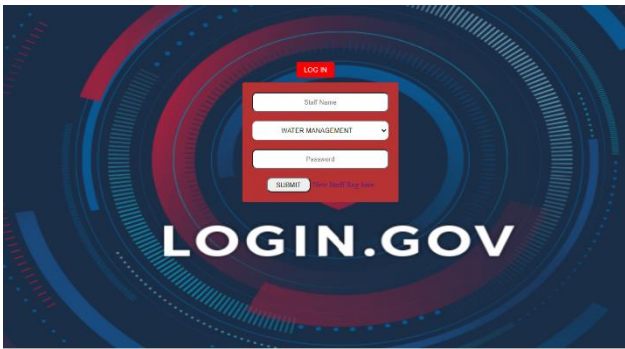 LOG IN
Staff Name
WATER MANAGEMENT
Password
SUBMIT New Staff? Reg here
LOGIN.GOV